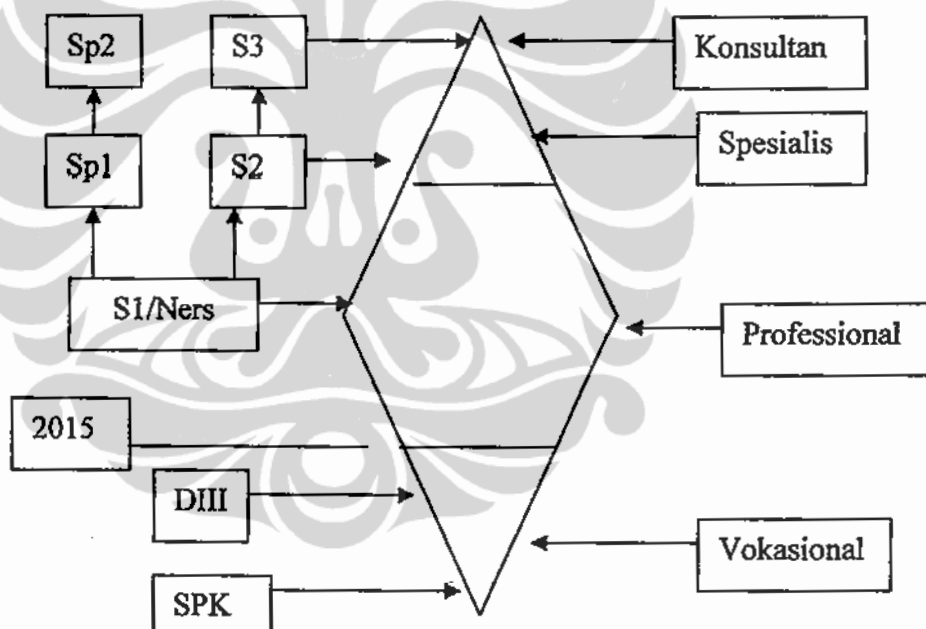 Sp2
S3
Konsultan
Sp1
S2
Spesialis
S1/Ners
Professional
2015
DIII
Vokasional
SPK